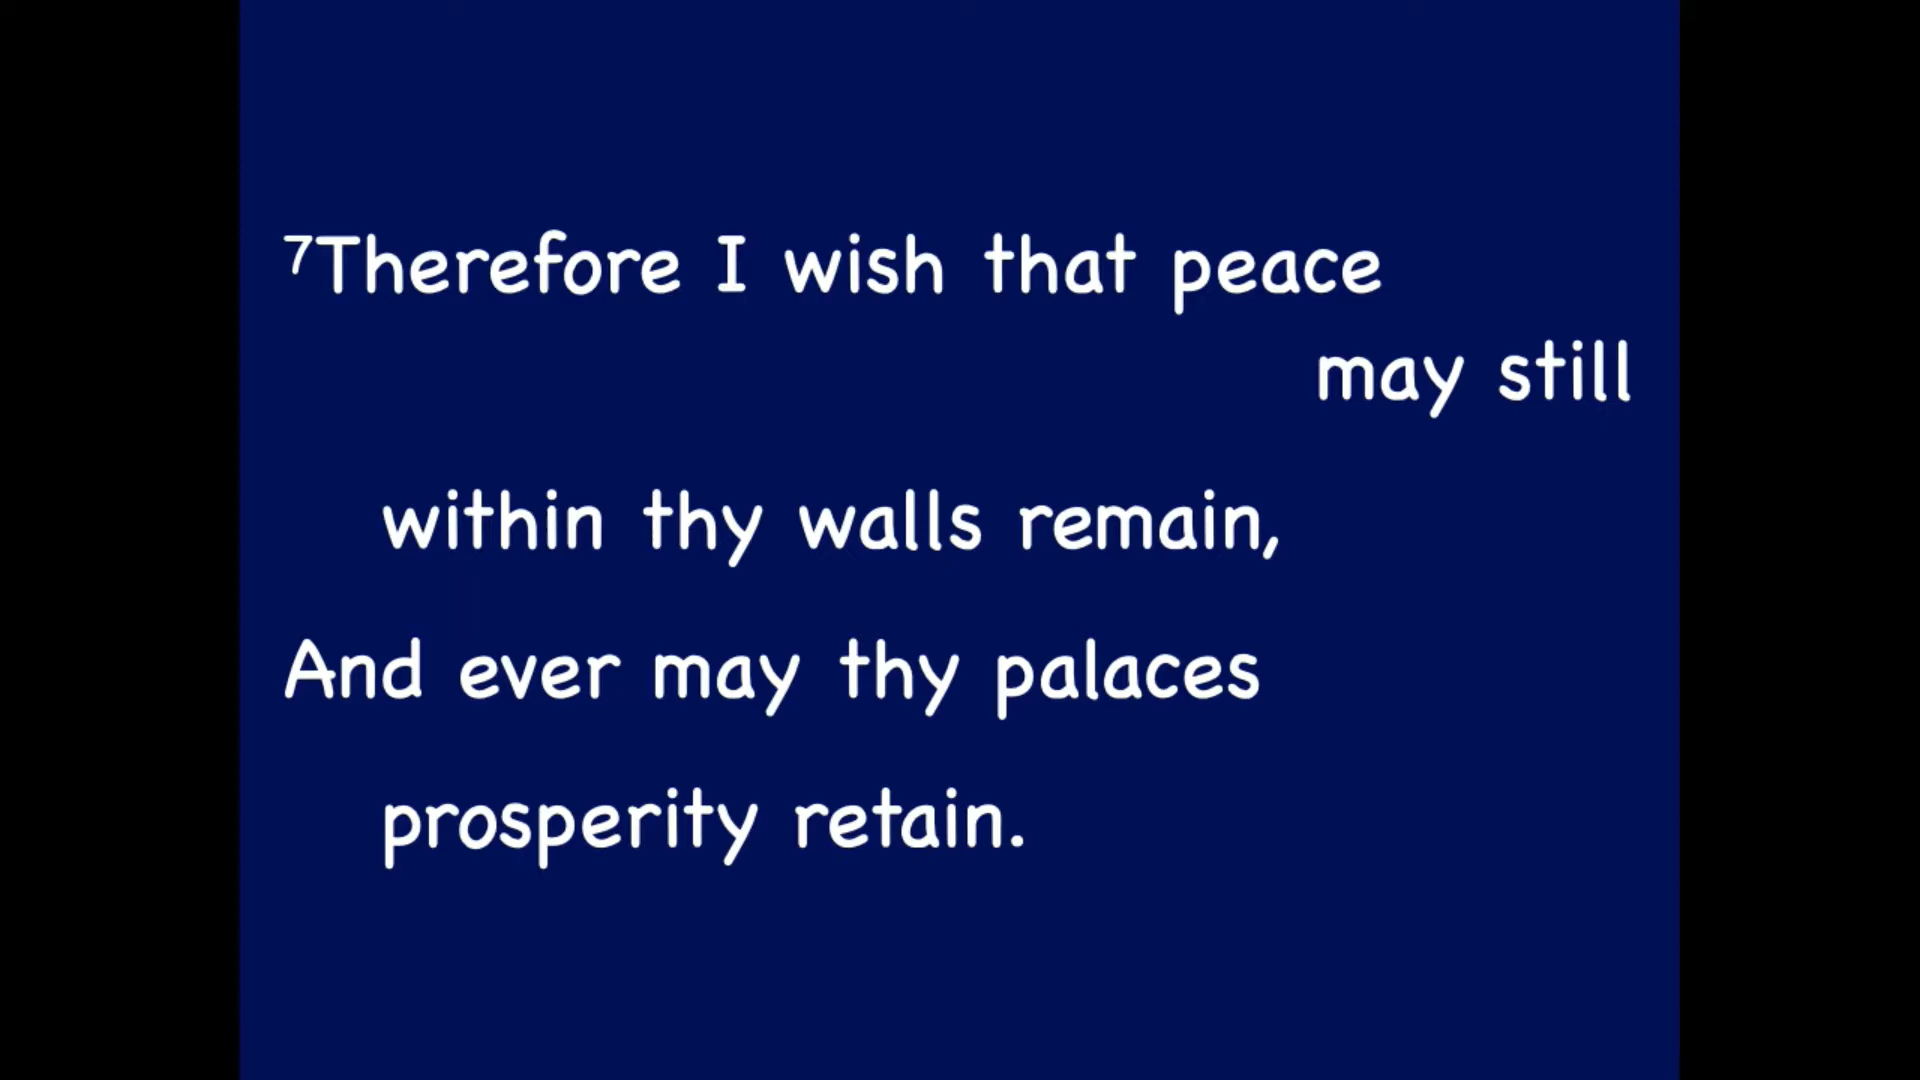 ⁷Therefore I wish that peace
may still
within thy walls remain,
And ever may thy palaces
prosperity retain.